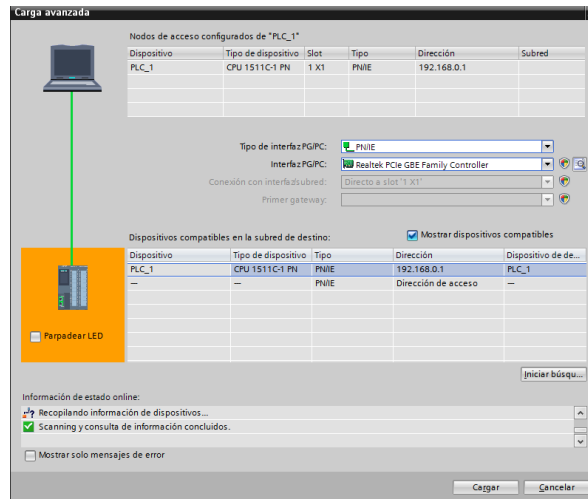 Carga avanzada
Nodos de acceso configurados de "PLC_1"
Dispositivo Tipo de dispositivo Slot Tipo Dirección Subred
PLC_1 CPU 1511C-1 PN 1 X1 PN/IE 192.168.0.1
Tipo de interfaz PG/PC: PN/IE
Interfaz PG/PC: Realtek PCIe GBE Family Controller
Conexión con interfaz/subred: Directo a slot '1 X1'
Primer gateway:
Dispositivos compatibles en la subred de destino: Mostrar dispositivos compatibles
Dispositivo Tipo de dispositivo Tipo Dirección Dispositivo de de...
PLC_1 CPU 1511C-1 PN PN/IE 192.168.0.1 PLC_1
— — PN/IE Dirección de acceso —
Parpadear LED
Iniciar búsqu...
Información de estado online:
Recopilando información de dispositivos...
Scanning y consulta de información concluidos.
Mostrar solo mensajes de error
Cargar Cancelar